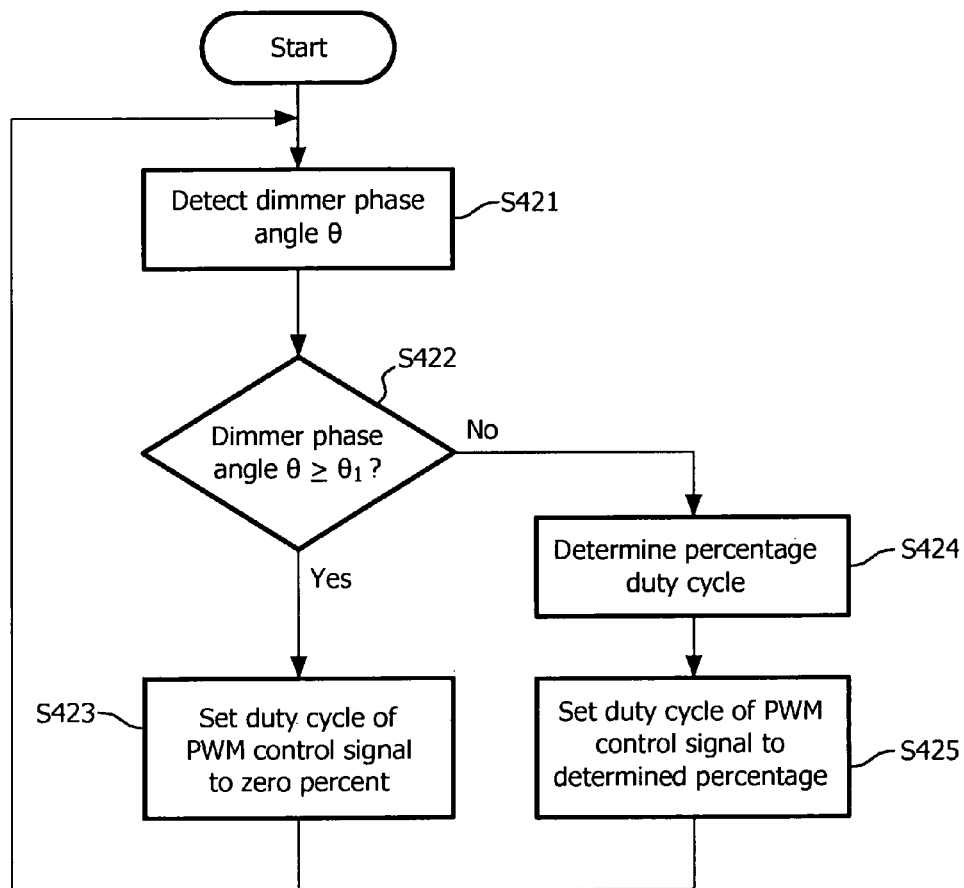 Start
Detect dimmer phase
angle θ
S421
S422
Dimmer phase
angle θ ≥ θ₁ ?
No
Yes
Determine percentage
duty cycle
S424
S423
Set duty cycle of
PWM control signal
to zero percent
Set duty cycle of PWM
control signal to
determined percentage
S425